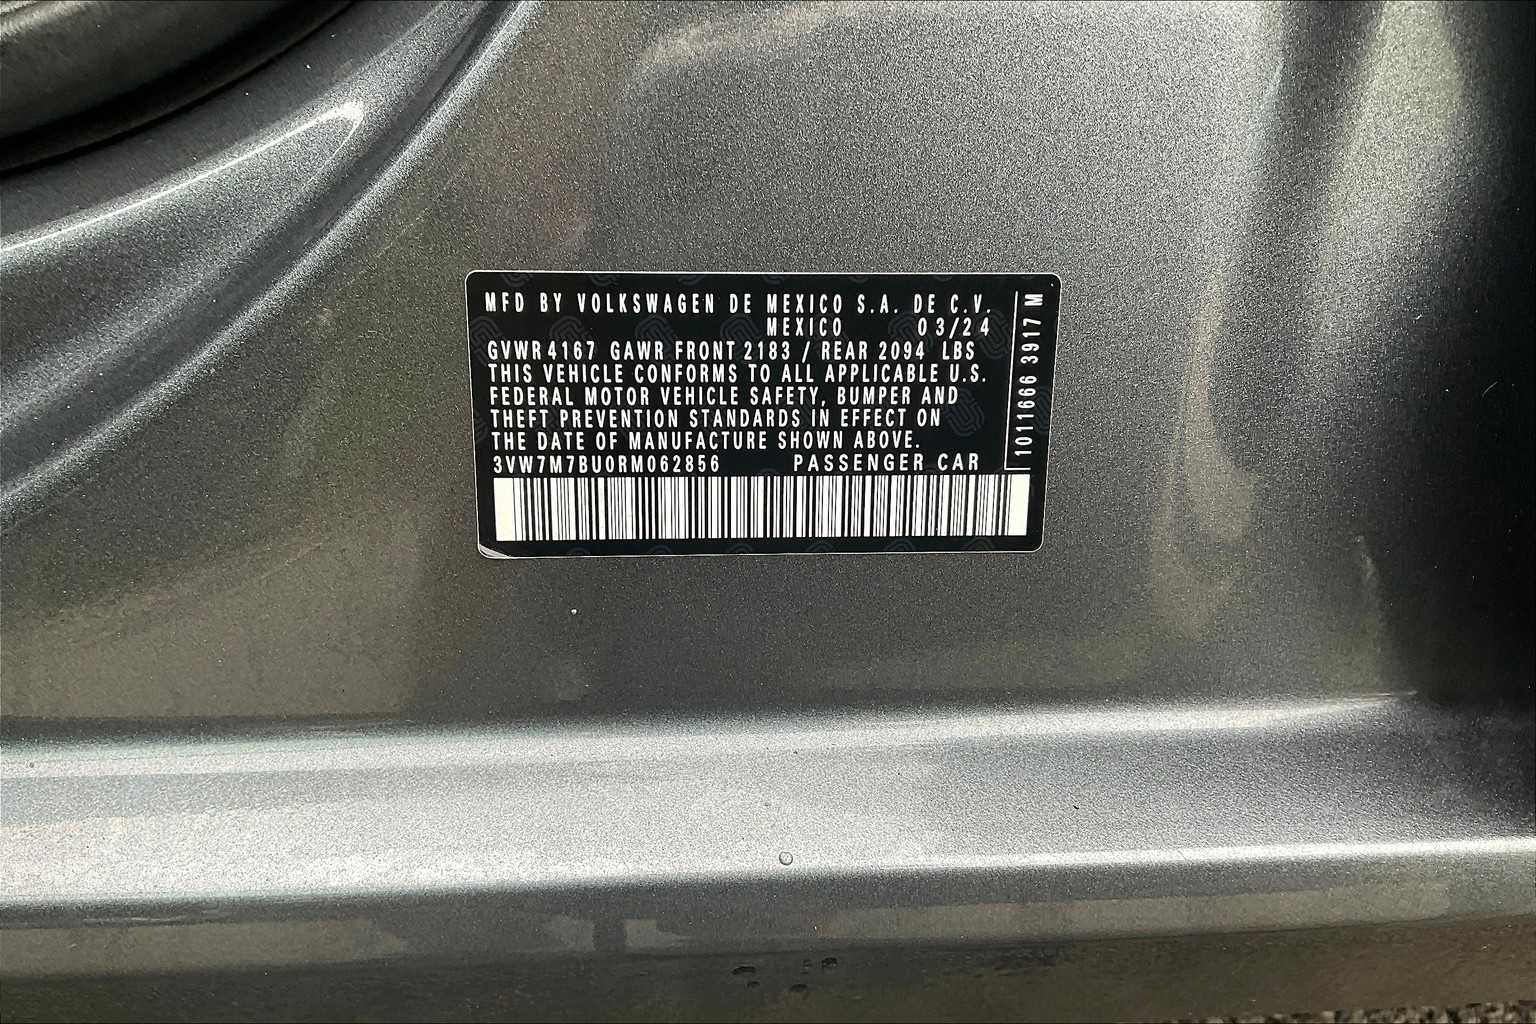 MFD BY VOLKSWAGEN DE MEXICO S.A. DE C.V.
MEXICO 03/24
GVWR 4167 GAWR FRONT 2183 / REAR 2094 LBS
THIS VEHICLE CONFORMS TO ALL APPLICABLE U.S.
FEDERAL MOTOR VEHICLE SAFETY, BUMPER AND
THEFT PREVENTION STANDARDS IN EFFECT ON
THE DATE OF MANUFACTURE SHOWN ABOVE.
3VW7M7BU0RM062856 PASSENGER CAR
1011666 3917 M